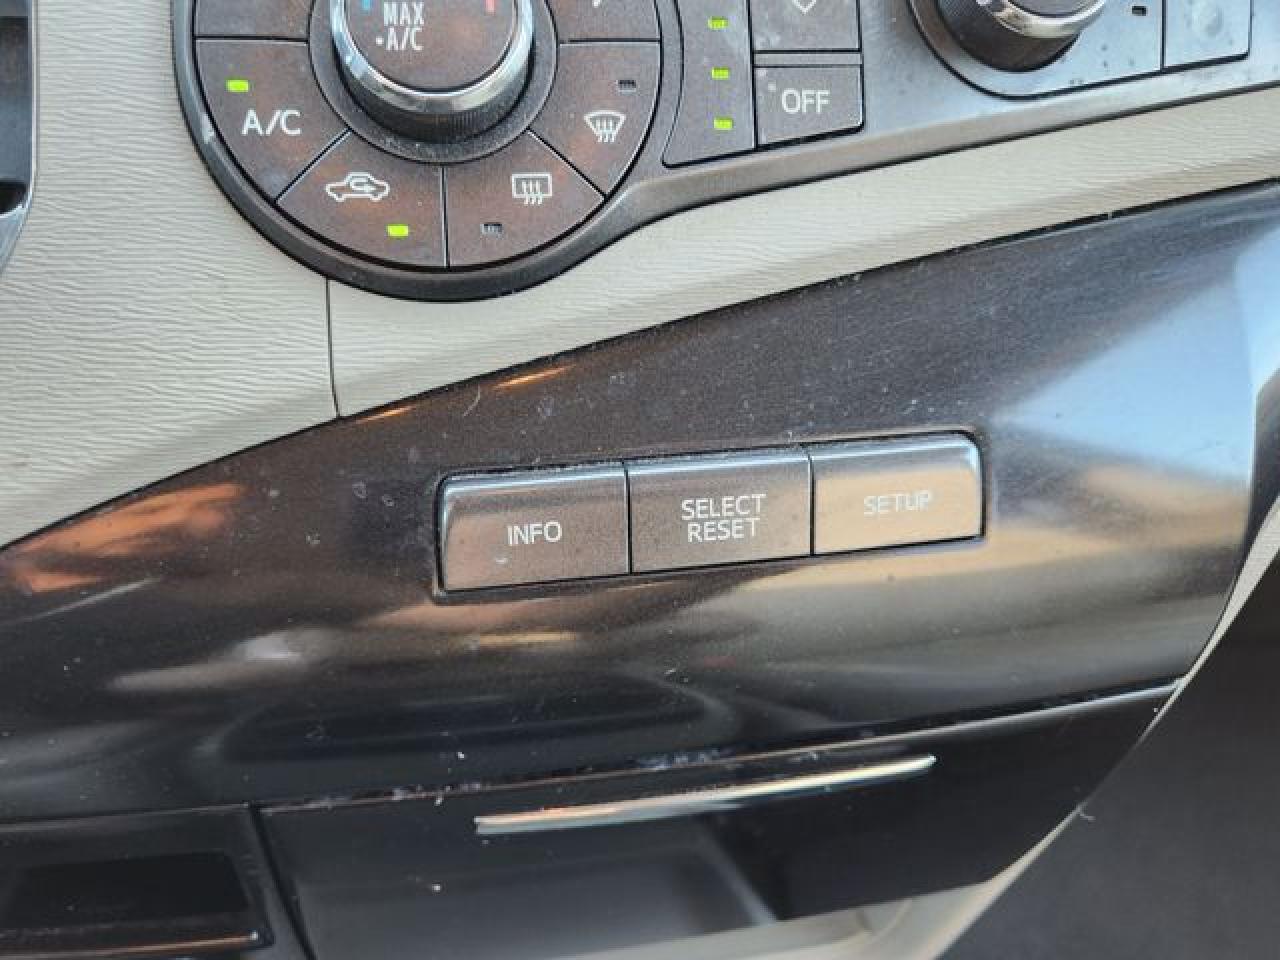 MAX
•A/C
A/C
OFF
INFO
SELECT
RESET
SETUP